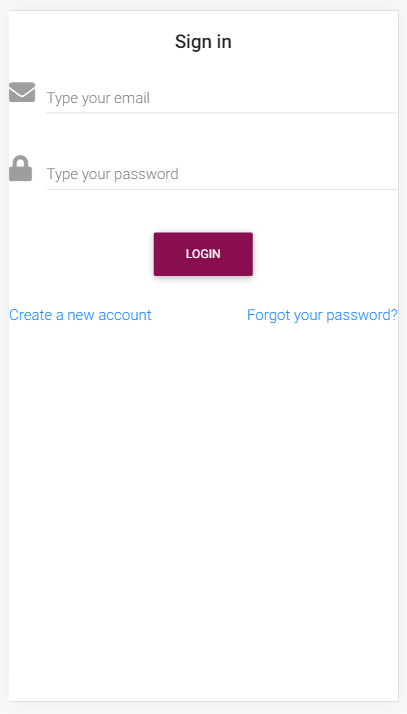 Sign in
Type your email
Type your password
LOGIN
Create a new account
Forgot your password?